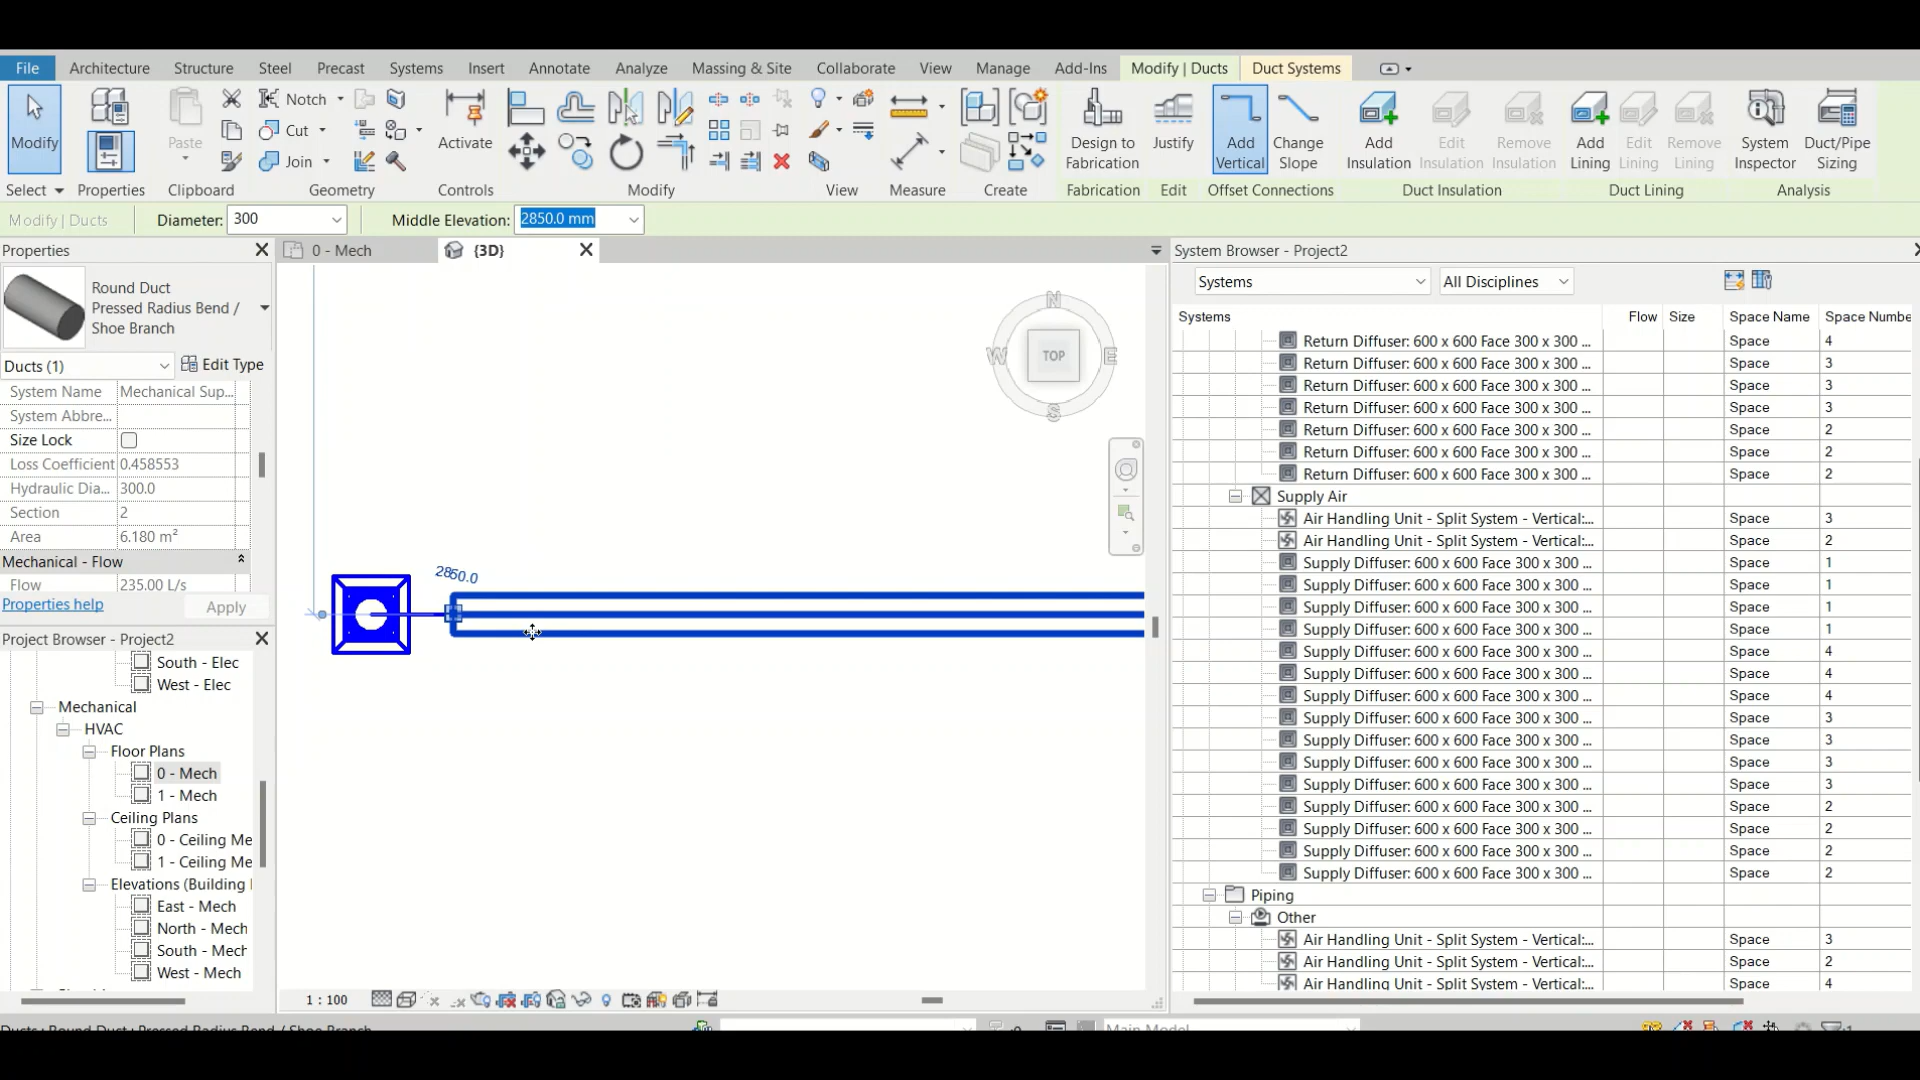 File Architecture Structure Steel Precast Systems Insert Annotate Analyze Massing & Site Collaborate View Manage Add-Ins Modify | Ducts Duct Systems
Modify
Paste
Notch
Cut
Join
Activate
Design to Fabrication
Justify
Add Vertical
Change Slope
Add Insulation
Edit Insulation
Remove Insulation
Add Lining
Edit Lining
Remove Lining
System Inspector
Duct/Pipe Sizing
Select Properties Clipboard Geometry Controls Modify View Measure Create Fabrication Edit Offset Connections Duct Insulation Duct Lining Analysis
Modify | Ducts Diameter: 300 Middle Elevation: 2850.0 mm
Properties
Round Duct
Pressed Radius Bend /
Shoe Branch
Ducts (1) Edit Type
System Name Mechanical Sup...
System Abbre...
Size Lock
Loss Coefficient 0.458553
Hydraulic Dia... 300.0
Section 2
Area 6.180 m²
Mechanical - Flow
Flow 235.00 L/s
Properties help Apply
Project Browser - Project2
South - Elec
West - Elec
Mechanical
HVAC
Floor Plans
0 - Mech
1 - Mech
Ceiling Plans
0 - Ceiling Me
1 - Ceiling Me
Elevations (Building
East - Mech
North - Mech
South - Mech
West - Mech
0 - Mech {3D}
N
W TOP E
S
2850.0
1 : 100
System Browser - Project2
Systems All Disciplines
Systems Flow Size Space Name Space Numbe
Return Diffuser: 600 x 600 Face 300 x 300 ... Space 4
Return Diffuser: 600 x 600 Face 300 x 300 ... Space 3
Return Diffuser: 600 x 600 Face 300 x 300 ... Space 3
Return Diffuser: 600 x 600 Face 300 x 300 ... Space 3
Return Diffuser: 600 x 600 Face 300 x 300 ... Space 2
Return Diffuser: 600 x 600 Face 300 x 300 ... Space 2
Return Diffuser: 600 x 600 Face 300 x 300 ... Space 2
Supply Air
Air Handling Unit - Split System - Vertical:... Space 3
Air Handling Unit - Split System - Vertical:... Space 2
Supply Diffuser: 600 x 600 Face 300 x 300 ... Space 1
Supply Diffuser: 600 x 600 Face 300 x 300 ... Space 1
Supply Diffuser: 600 x 600 Face 300 x 300 ... Space 1
Supply Diffuser: 600 x 600 Face 300 x 300 ... Space 1
Supply Diffuser: 600 x 600 Face 300 x 300 ... Space 4
Supply Diffuser: 600 x 600 Face 300 x 300 ... Space 4
Supply Diffuser: 600 x 600 Face 300 x 300 ... Space 4
Supply Diffuser: 600 x 600 Face 300 x 300 ... Space 3
Supply Diffuser: 600 x 600 Face 300 x 300 ... Space 3
Supply Diffuser: 600 x 600 Face 300 x 300 ... Space 3
Supply Diffuser: 600 x 600 Face 300 x 300 ... Space 3
Supply Diffuser: 600 x 600 Face 300 x 300 ... Space 2
Supply Diffuser: 600 x 600 Face 300 x 300 ... Space 2
Supply Diffuser: 600 x 600 Face 300 x 300 ... Space 2
Supply Diffuser: 600 x 600 Face 300 x 300 ... Space 2
Piping
Other
Air Handling Unit - Split System - Vertical:... Space 3
Air Handling Unit - Split System - Vertical:... Space 2
Air Handling Unit - Split System - Vertical:... Space 4
Ducts : Round Duct : Pressed Radius Bend / Shoe Branch
Main Model